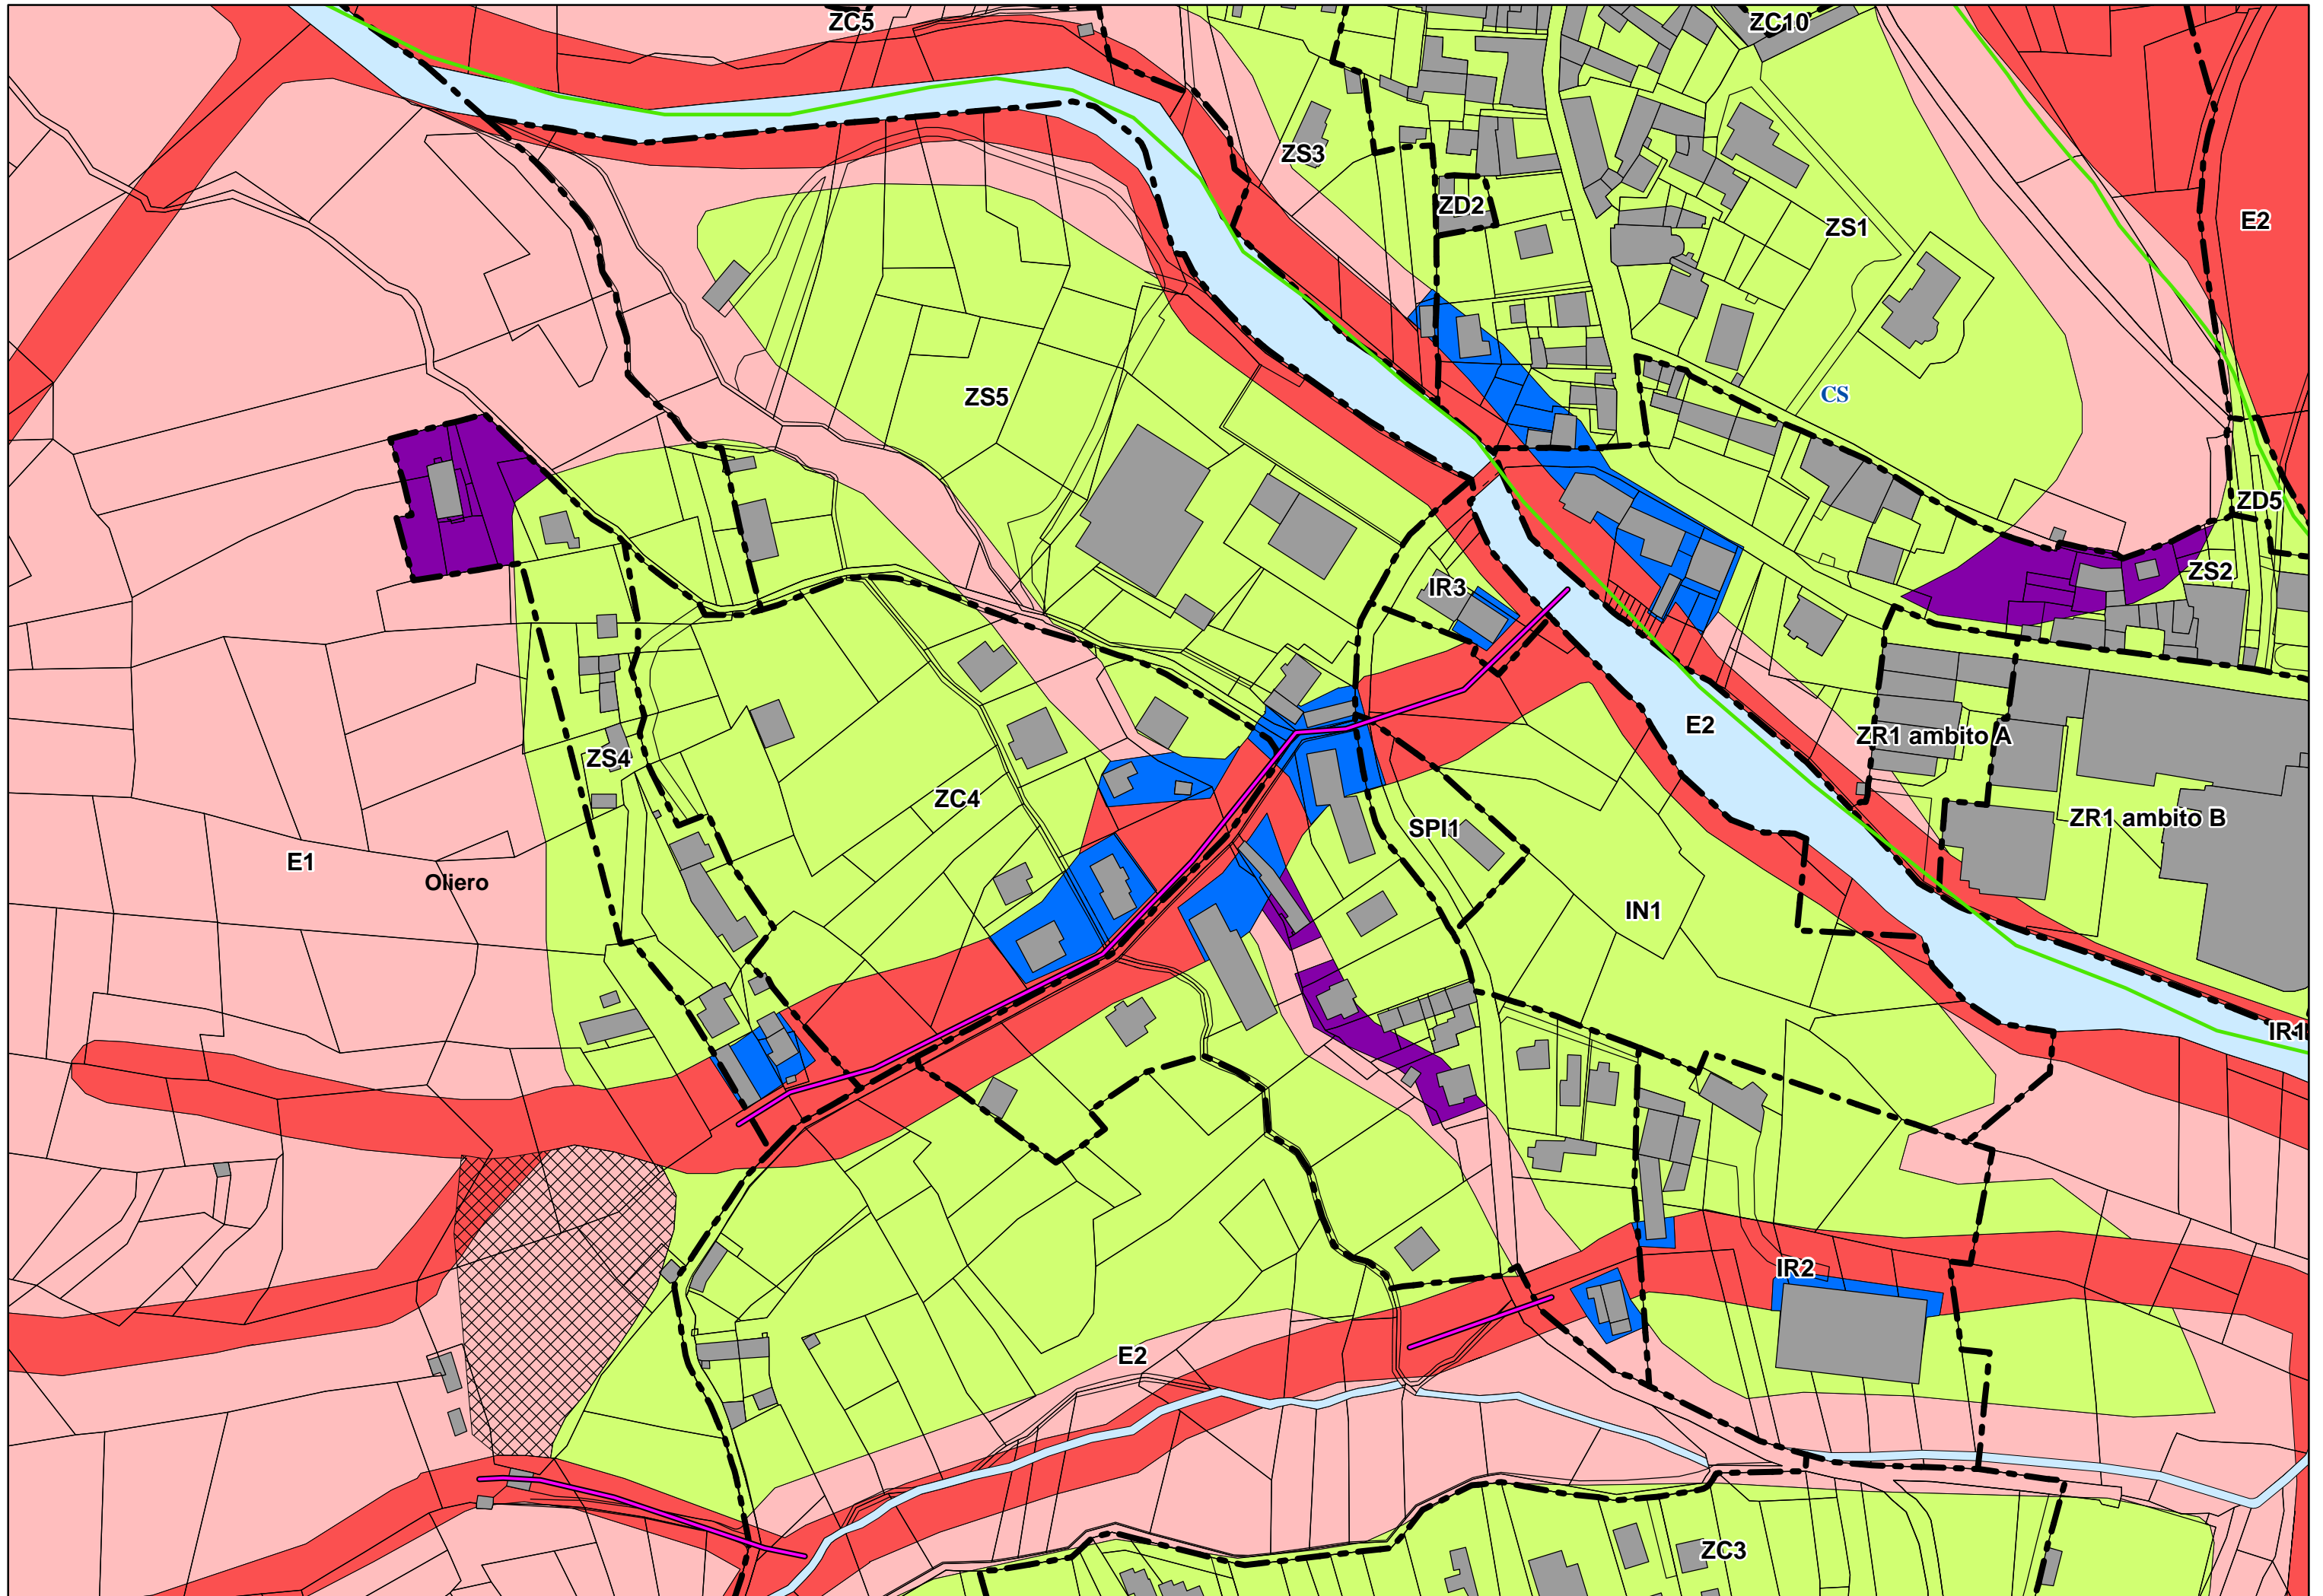 ZC5
ZC10
ZS3
ZD2
ZS1
E2
ZS5
CS
ZD5
ZS2
IR3
E2
ZR1 ambito A
ZS4
ZC4
SPI1
ZR1 ambito B
E1
Oliero
IN1
IR1
IR2
E2
ZC3